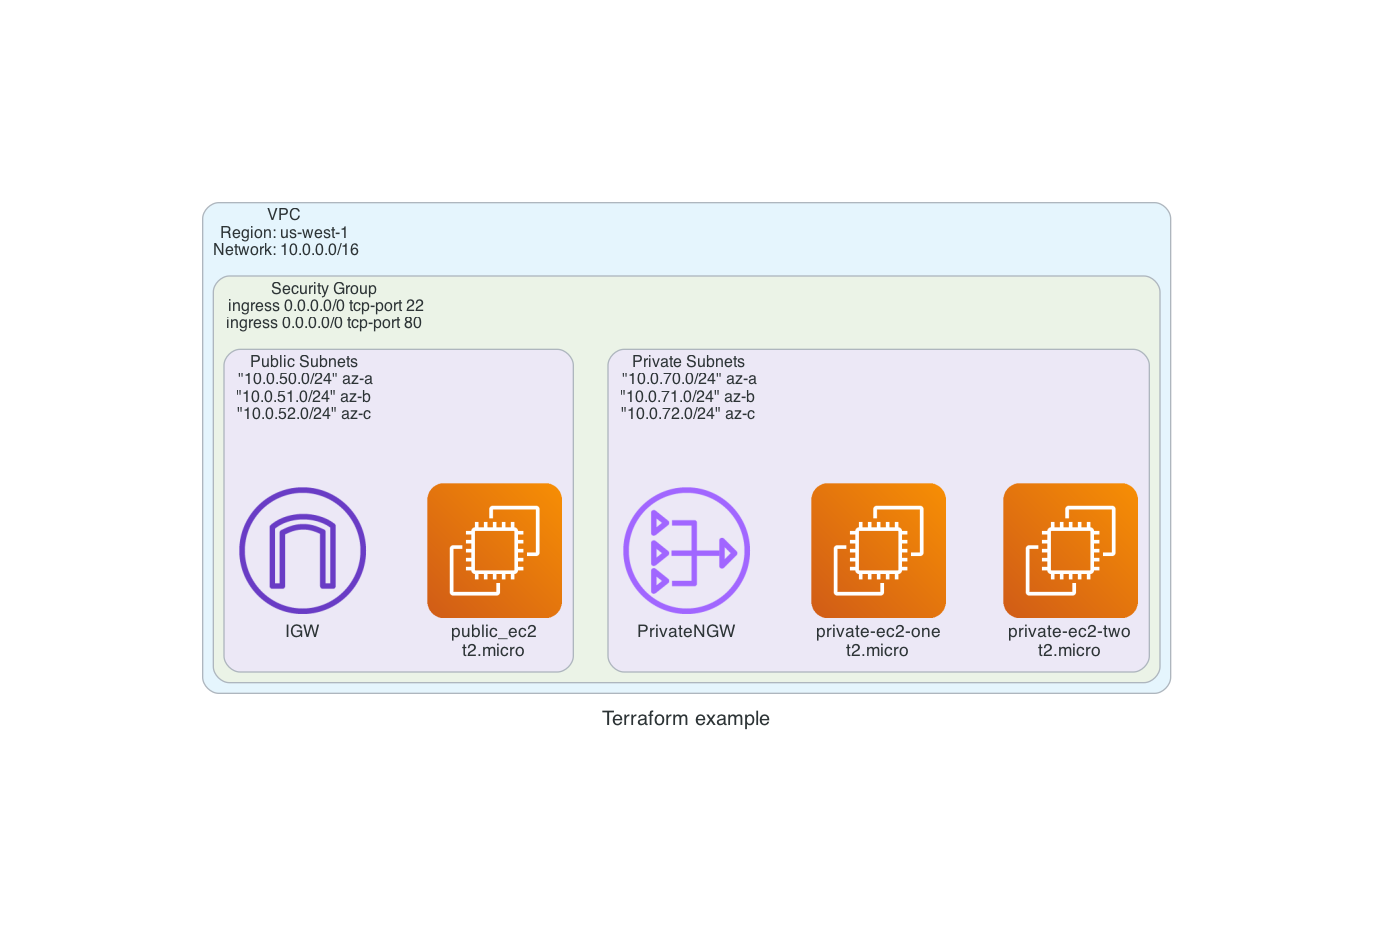 VPC
Region: us-west-1
Network: 10.0.0.0/16
Security Group
ingress 0.0.0.0/0 tcp-port 22
ingress 0.0.0.0/0 tcp-port 80
Public Subnets
"10.0.50.0/24" az-a
"10.0.51.0/24" az-b
"10.0.52.0/24" az-c
Private Subnets
"10.0.70.0/24" az-a
"10.0.71.0/24" az-b
"10.0.72.0/24" az-c
IGW
public_ec2
t2.micro
PrivateNGW
private-ec2-one
t2.micro
private-ec2-two
t2.micro
Terraform example